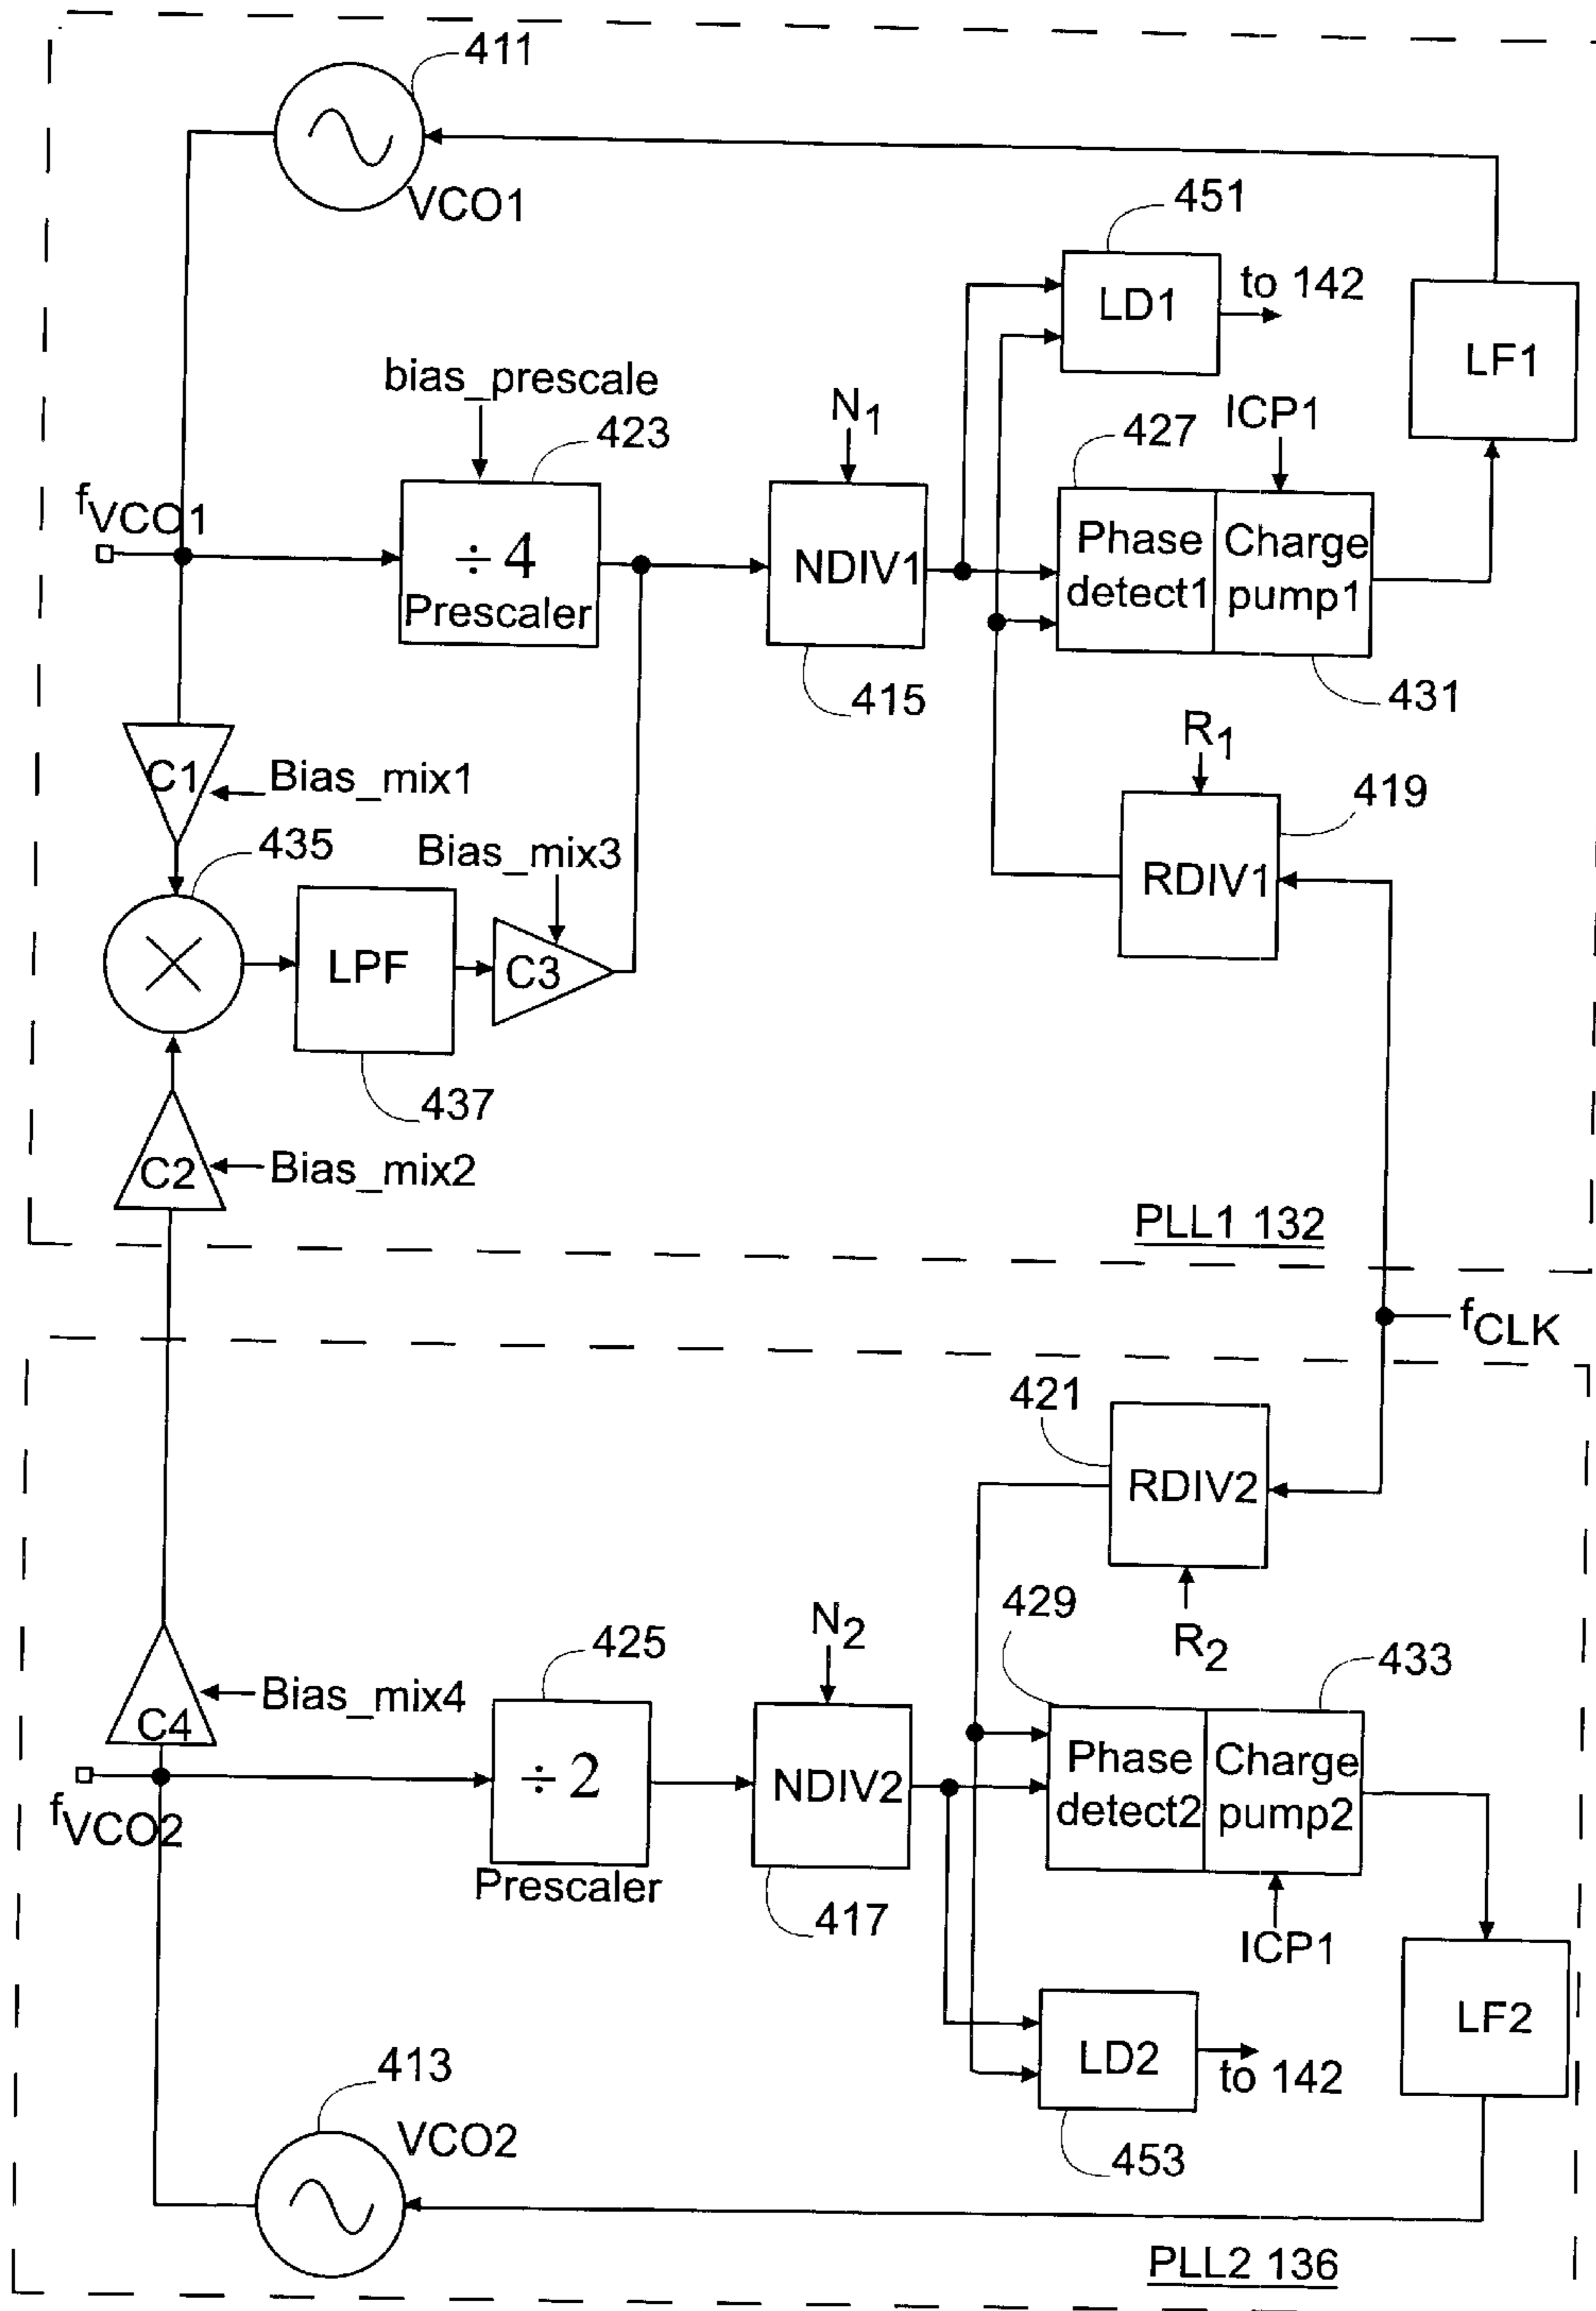 411
VCO1
451
LD1
to 142
LF1
bias_prescale
423
N1
427
ICP1
fVCO1
÷ 4
Prescaler
NDIV1
Phase
detect1
Charge
pump1
415
431
C1
Bias_mix1
R1
419
435
Bias_mix3
RDIV1
LPF
C3
437
C2
Bias_mix2
PLL1 132
fCLK
421
RDIV2
R2
429
N2
425
433
Bias_mix4
C4
÷ 2
Prescaler
NDIV2
Phase
detect2
Charge
pump2
fVCO2
417
ICP1
LF2
LD2
to 142
413
VCO2
453
PLL2 136